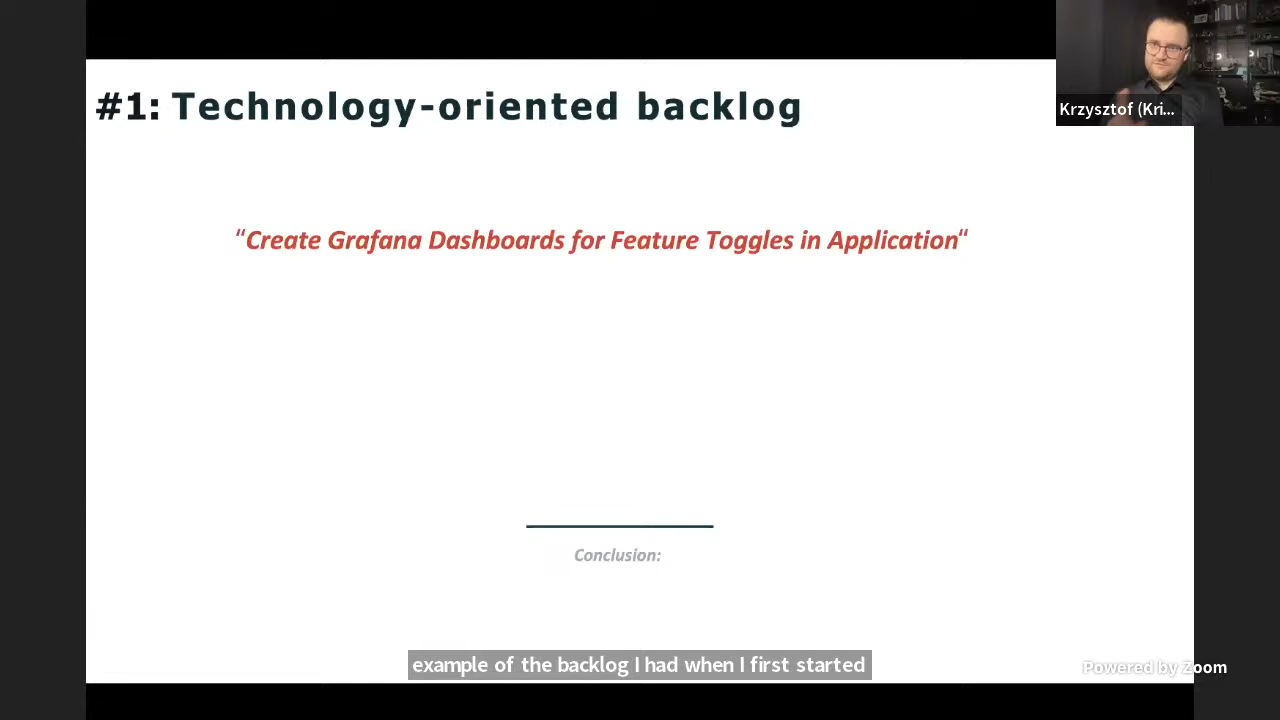 #1: Technology-oriented backlog
Krzysztof (Kri...
“Create Grafana Dashboards for Feature Toggles in Application“
Conclusion:
example of the backlog I had when I first started
Powered by Zoom